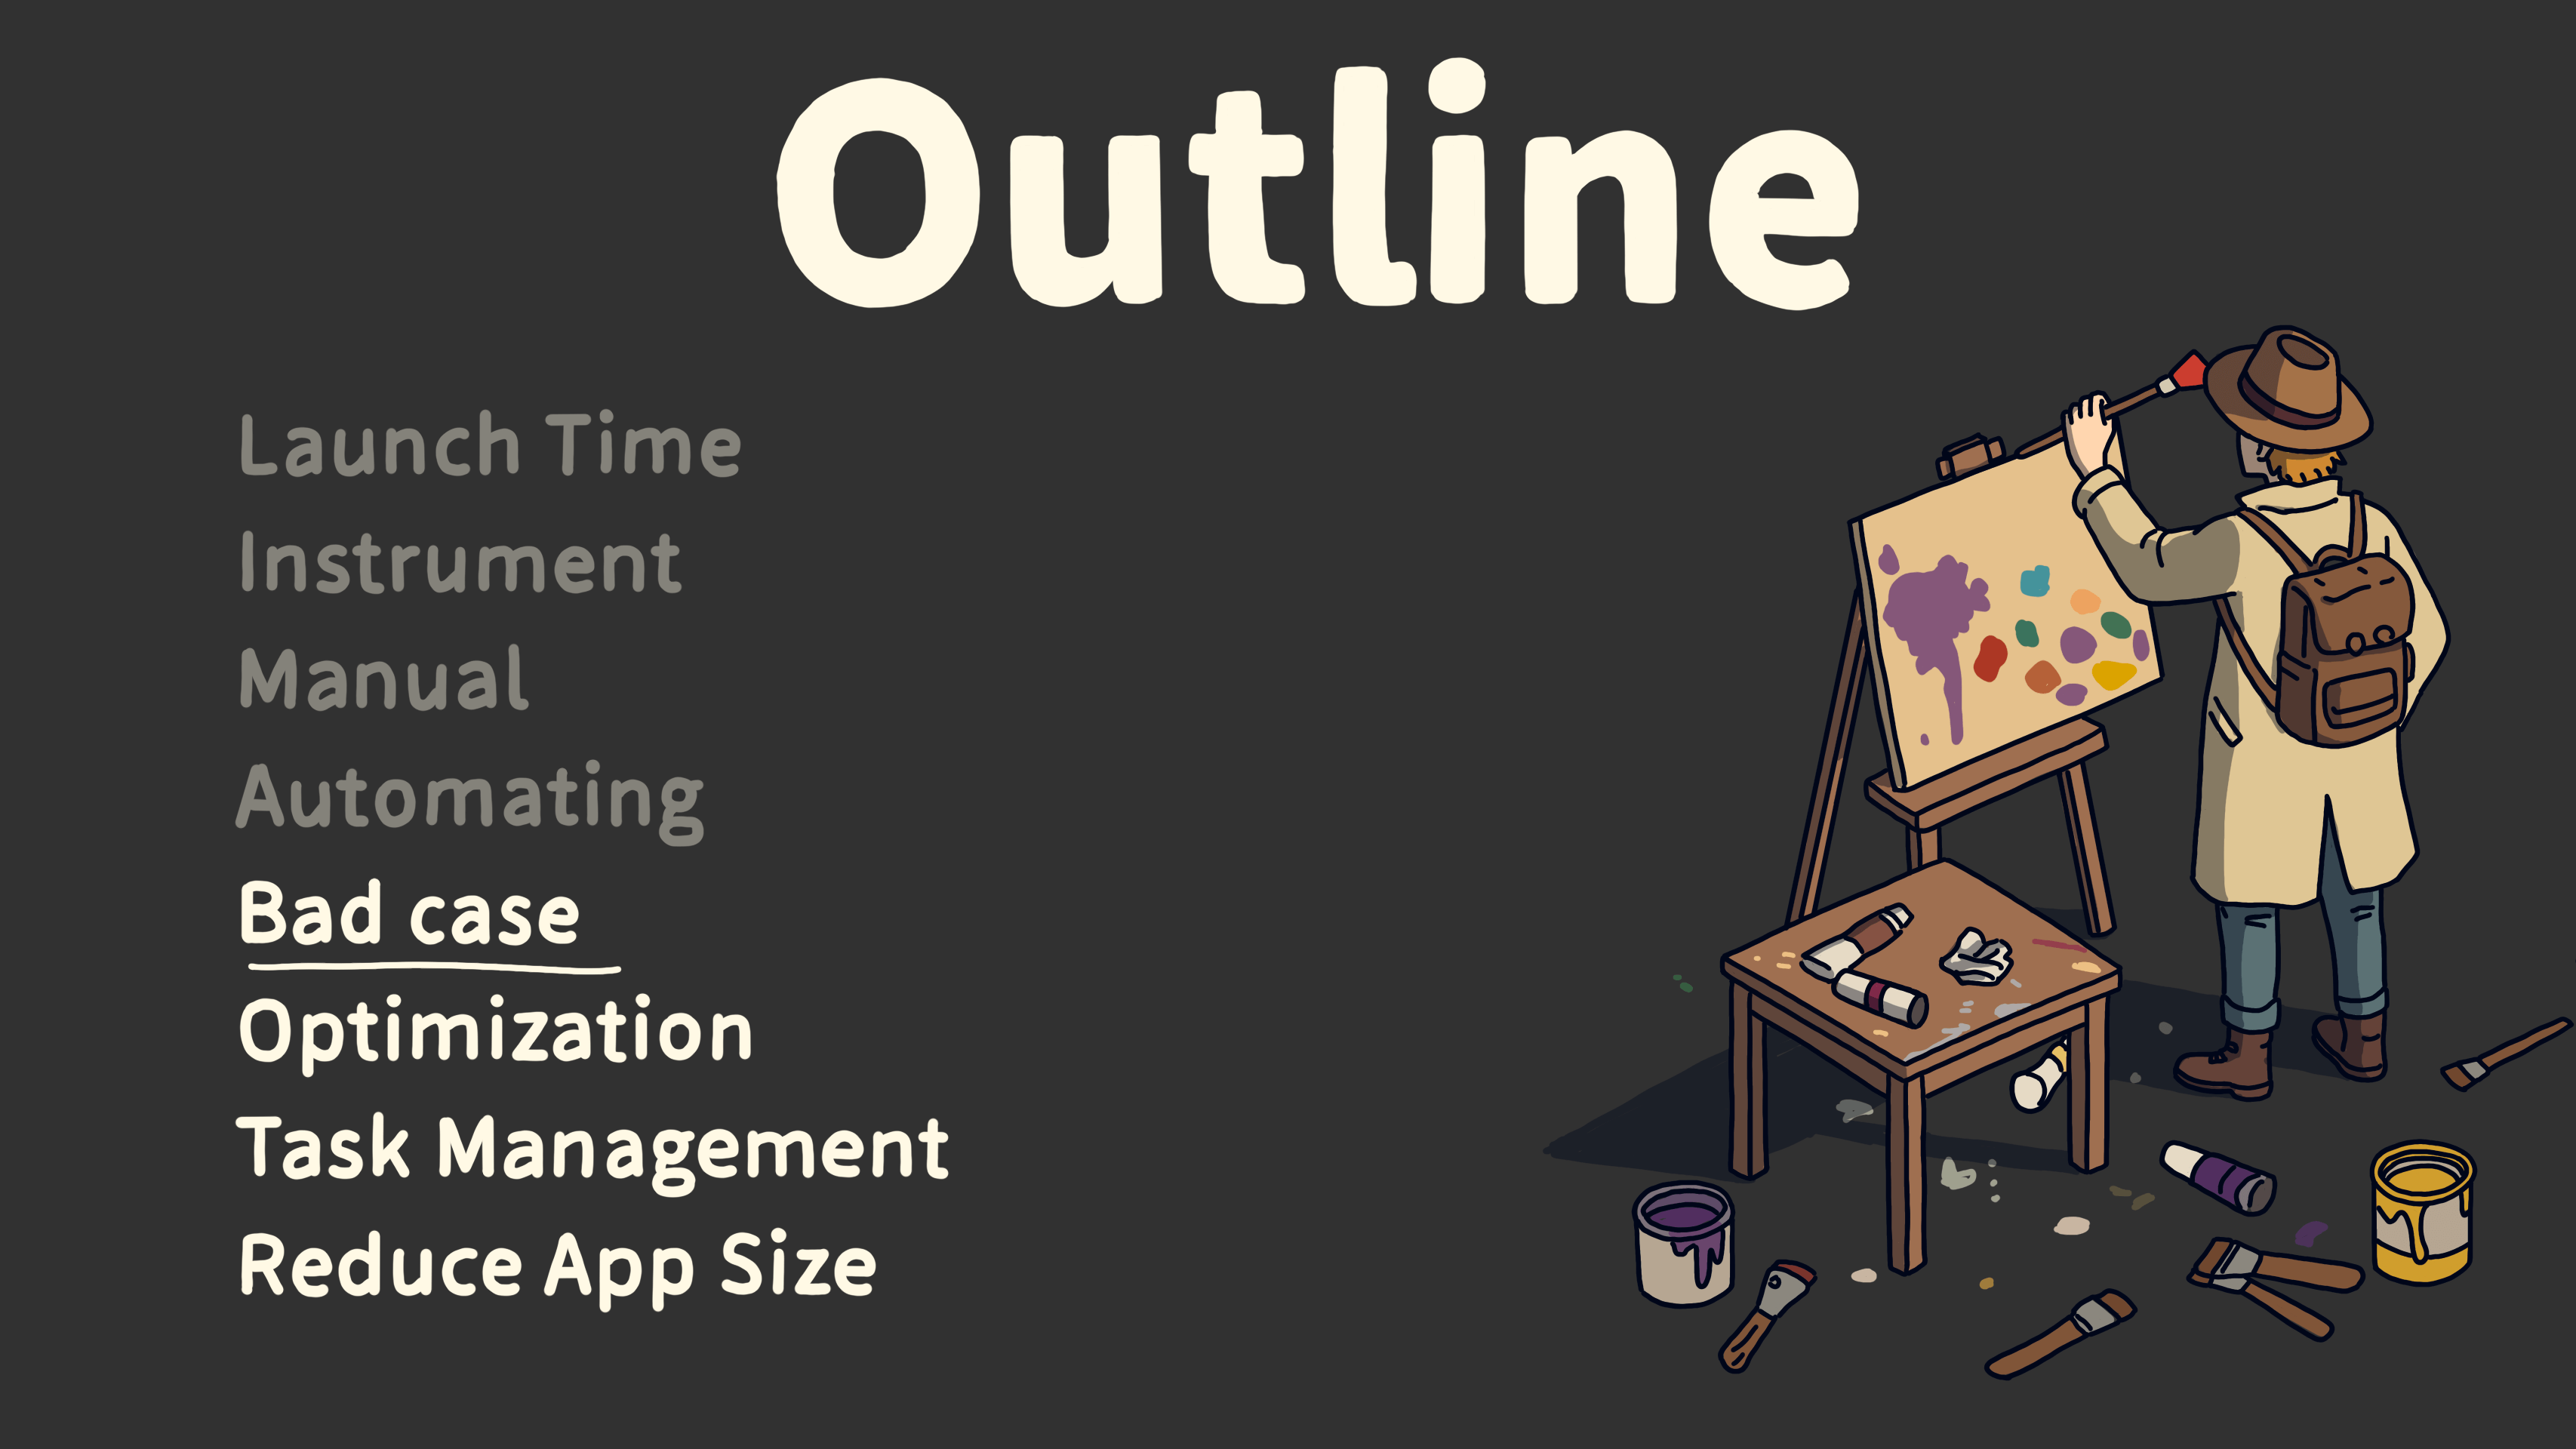 Outline
Launch Time
Instrument
Manual
Automating
Bad case
Optimization
Task Management
Reduce App Size